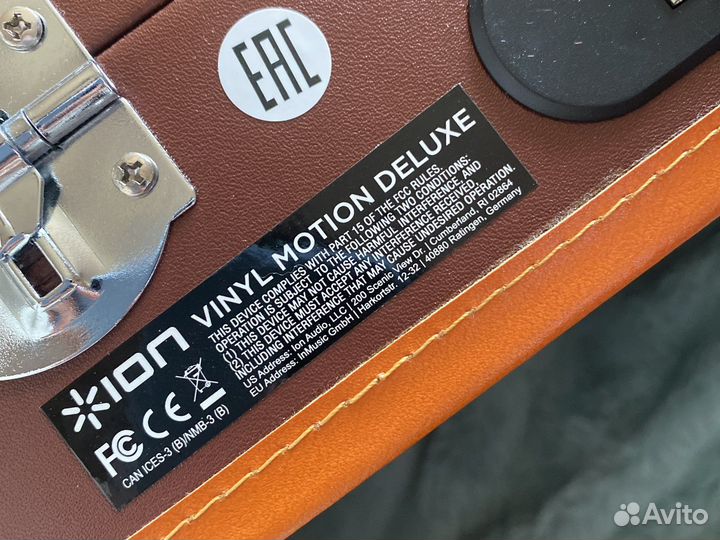 EAC
ION VINYL MOTION DELUXE
THIS DEVICE COMPLIES WITH PART 15 OF THE FCC RULES.
OPERATION IS SUBJECT TO THE FOLLOWING TWO CONDITIONS:
(1) THIS DEVICE MAY NOT CAUSE HARMFUL INTERFERENCE AND
(2) THIS DEVICE MUST ACCEPT ANY INTERFERENCE RECEIVED,
INCLUDING INTERFERENCE THAT MAY CAUSE UNDESIRED OPERATION.
US Address: Ion Audio, LLC | 200 Scenic View Dr. | Cumberland, RI 02864
EU Address: InMusic GmbH | Harkortstr. 12-32 | 40880 Ratingen, Germany
FC CE
CAN ICES-3 (B)/NMB-3 (B)
Avito